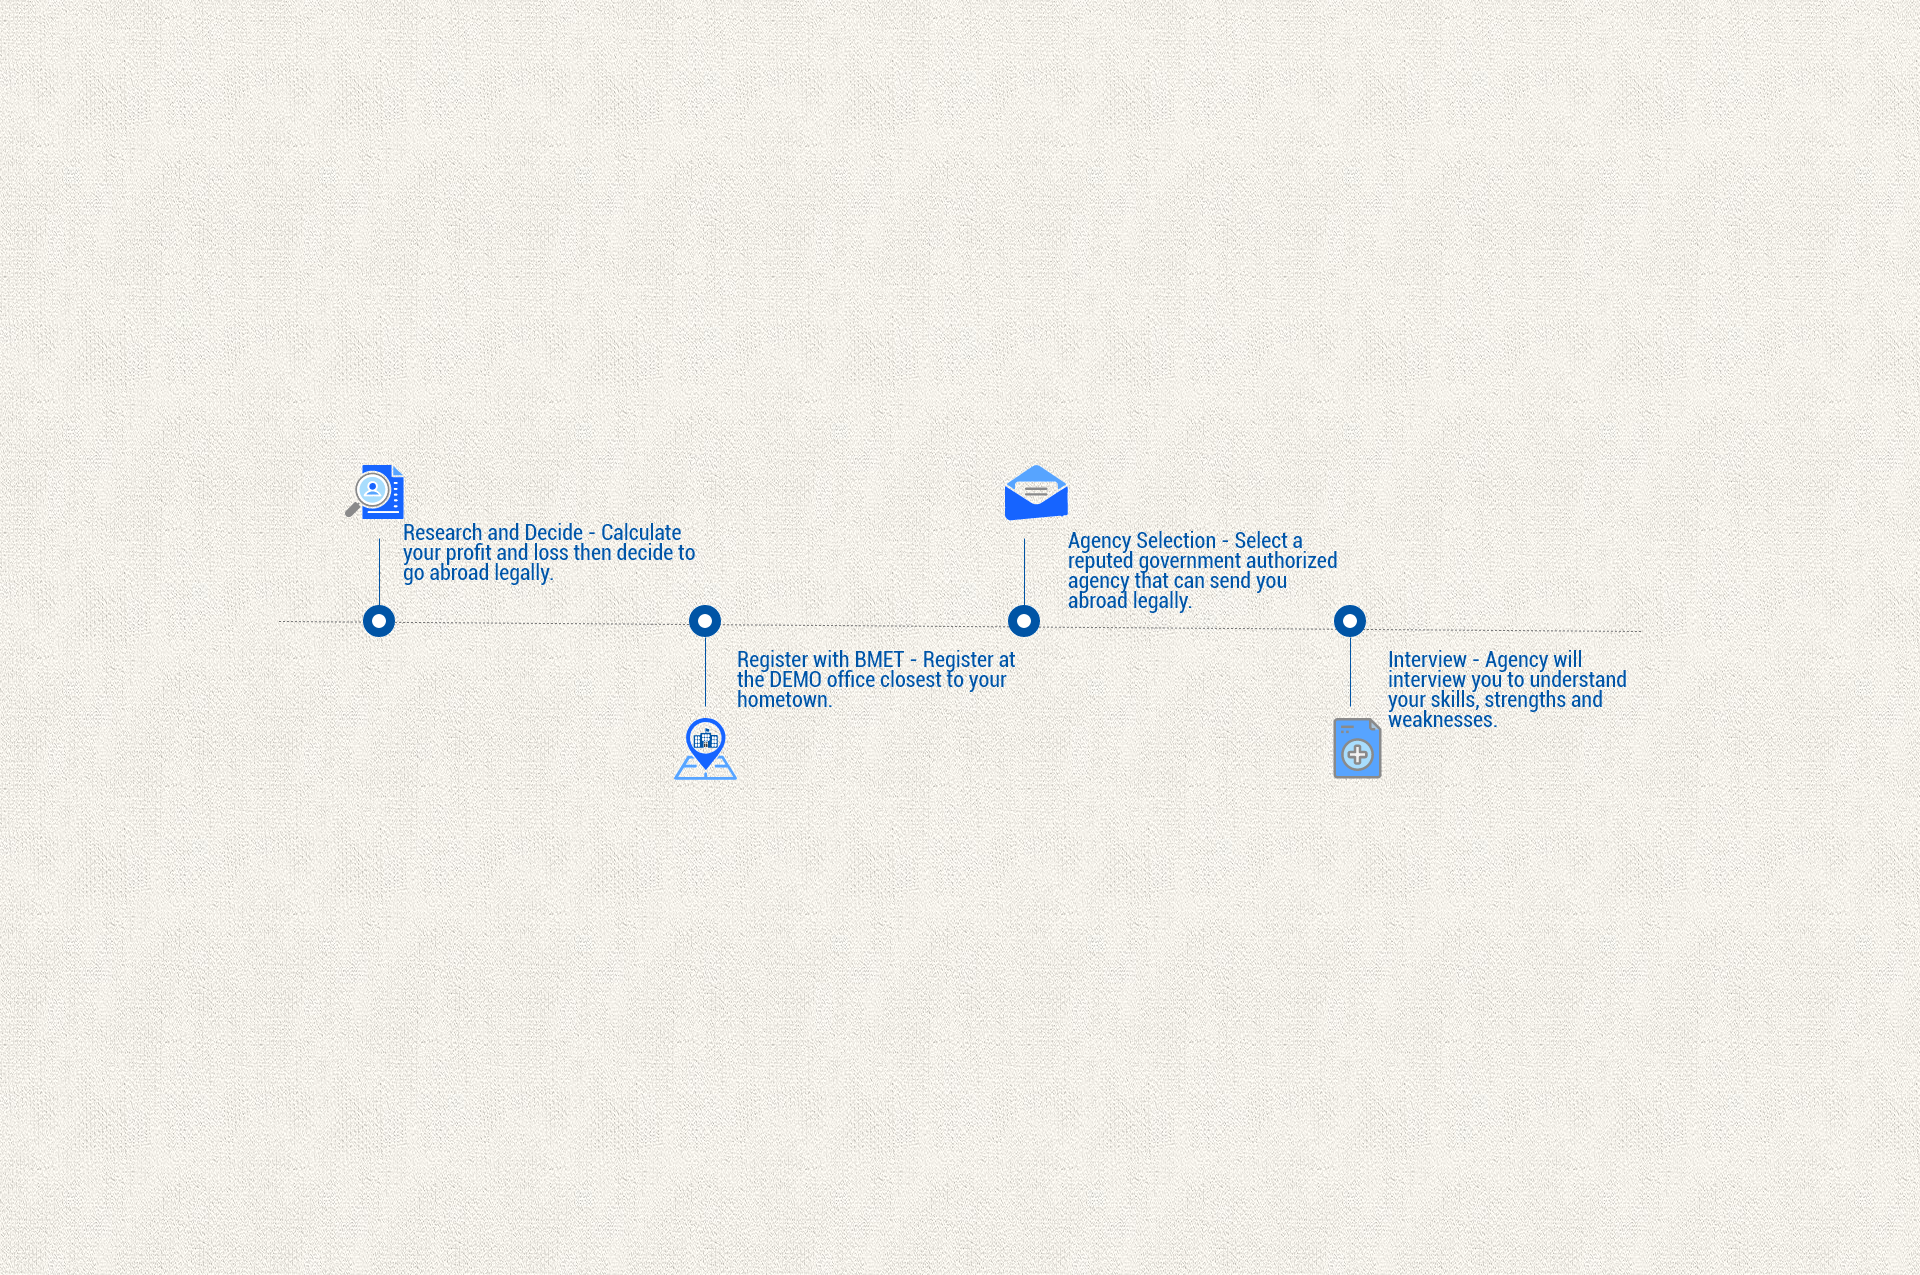 Research and Decide - Calculate
your profit and loss then decide to
go abroad legally.
Register with BMET - Register at
the DEMO office closest to your
hometown.
Agency Selection - Select a
reputed government authorized
agency that can send you
abroad legally.
Interview - Agency will
interview you to understand
your skills, strengths and
weaknesses.